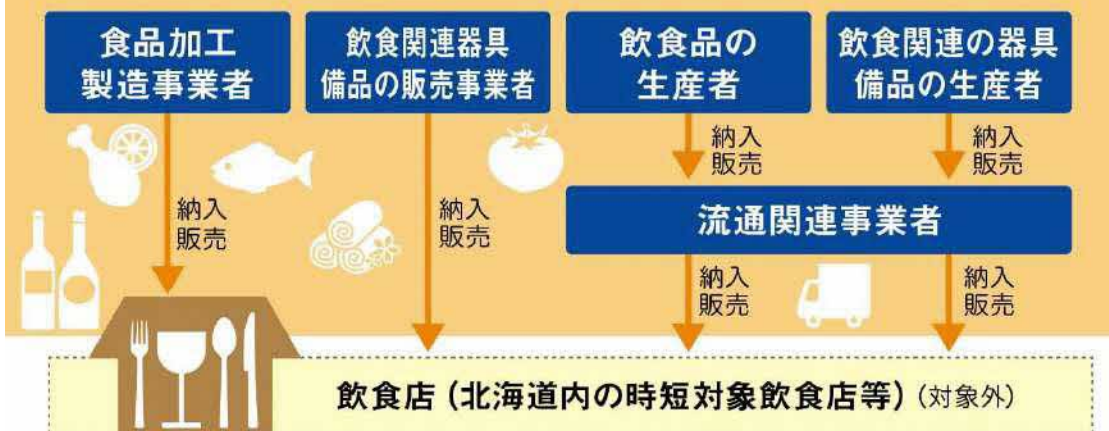 食品加工
製造事業者
飲食関連器具
備品の販売事業者
飲食品の
生産者
飲食関連の器具
備品の生産者
納入
販売
納入
販売
納入
販売
納入
販売
流通関連事業者
納入
販売
納入
販売
飲食店（北海道内の時短対象飲食店等）（対象外）